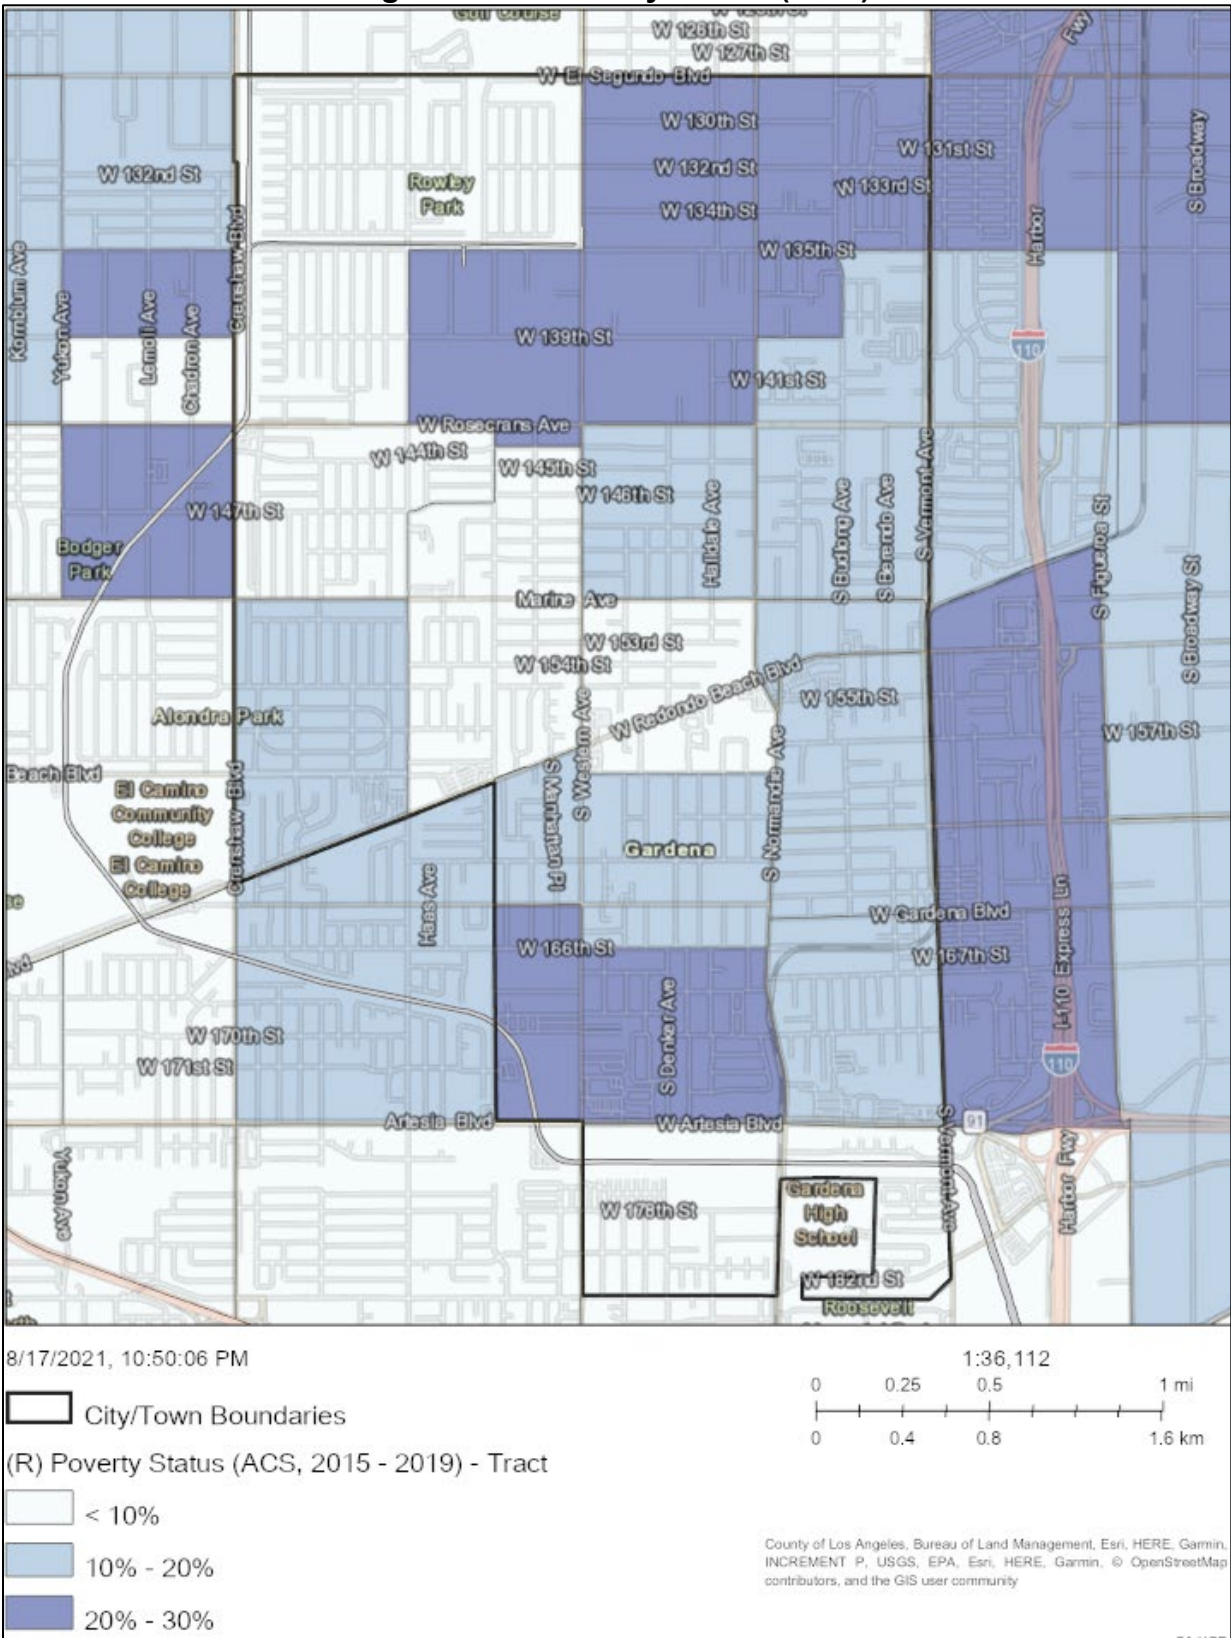 Golf Course
W 126th St
W 127th St
Fwy
W El Segundo Blvd
W 130th St
W 131st St
S Broadway
W 132nd St
W 132nd St
Rowley
Park
W 133rd St
W 134th St
Crenshaw Blvd
Harbor
W 135th St
Kornblum Ave
Yukon Ave
Lemoli Ave
Chadron Ave
W 139th St
110
W 141st St
W Rosecrans Ave
W 144th St
W 145th St
W 146th St
Halldale Ave
S Budlong Ave
S Berendo Ave
S Vermont Ave
W 147th St
S Figueroa St
Bodger
Park
Marine Ave
S Broadway St
W 153rd St
W 154th St
W Redondo Beach Blvd
W 155th St
Alondra Park
S Western Ave
W 157th St
Beach Blvd
El Camino
Community
College
El Camino
College
Crenshaw Blvd
S Manhattan Pl
S Normandie Ave
Gardena
Haas Ave
se
W Gardena Blvd
W 166th St
W 167th St
I-110 Express Ln
lvd
S Denker Ave
W 170th St
W 171st St
110
Artesia Blvd
W Artesia Blvd
91
S Vermont Ave
Yukon Ave
Harbor Fwy
W 178th St
Gardena
High
School
W 182nd St
Roosevelt
8/17/2021, 10:50:06 PM
1:36,112
0 0.25 0.5 1 mi
0 0.4 0.8 1.6 km
City/Town Boundaries
(R) Poverty Status (ACS, 2015 - 2019) - Tract
< 10%
10% - 20%
20% - 30%
County of Los Angeles, Bureau of Land Management, Esri, HERE, Garmin,
INCREMENT P, USGS, EPA, Esri, HERE, Garmin, © OpenStreetMap
contributors, and the GIS user community